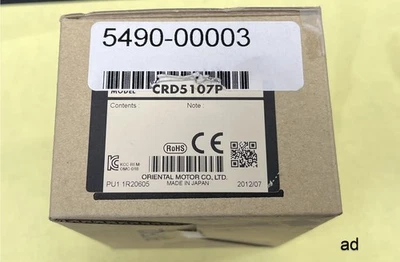 5490-00003
MODEL CRD5107P
Contents : Note :
RoHS CE
ORIENTAL MOTOR CO., LTD.
PU1 1R20605 MADE IN JAPAN 2012/07
ad